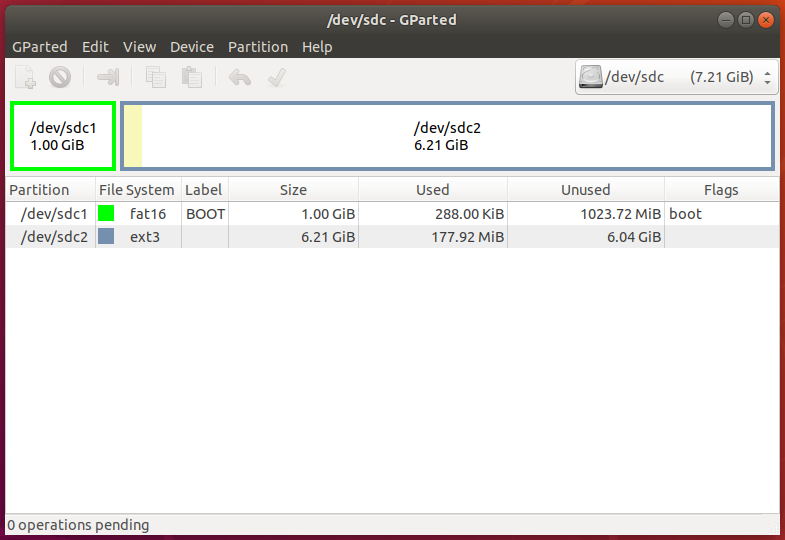 /dev/sdc - GParted
GParted Edit View Device Partition Help
/dev/sdc (7.21 GiB)
/dev/sdc1
1.00 GiB
/dev/sdc2
6.21 GiB
Partition File System Label Size Used Unused Flags
/dev/sdc1 fat16 BOOT 1.00 GiB 288.00 KiB 1023.72 MiB boot
/dev/sdc2 ext3 6.21 GiB 177.92 MiB 6.04 GiB
0 operations pending